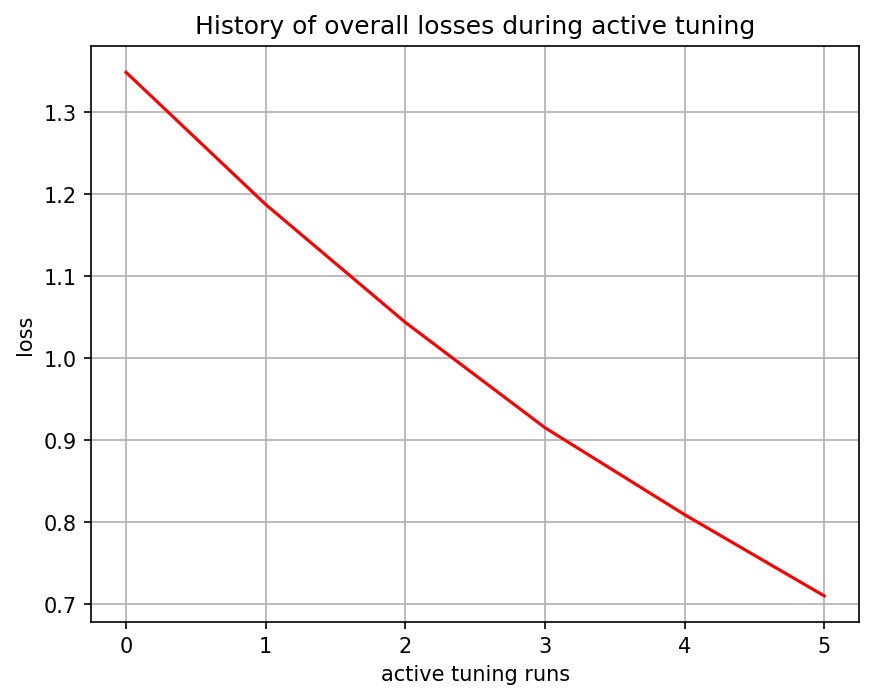 History of overall losses during active tuning
1.3
1.2
1.1
1.0
0.9
0.8
0.7
loss
0 1 2 3 4 5
active tuning runs